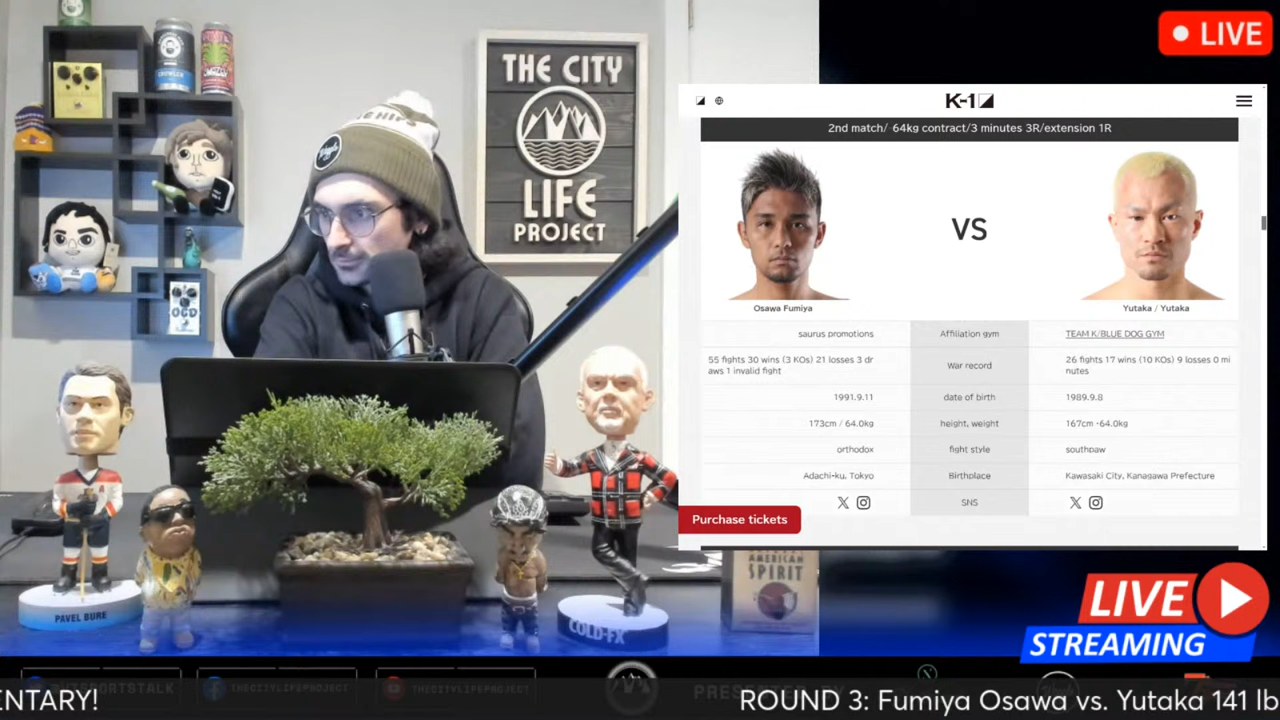 LIVE
THE CITY
LIFE
PROJECT
K-1
2nd match/ 64kg contract/3 minutes 3R/extension 1R
VS
Osawa Fumiya
Yutaka / Yutaka
saurus promotions
Affiliation gym
TEAM K/BLUE DOG GYM
55 fights 30 wins (3 KOs) 21 losses 3 dr
aws 1 invalid fight
War record
26 fights 17 wins (10 KOs) 9 losses 0 mi
nutes
1991.9.11
date of birth
1989.9.8
173cm / 64.0kg
height, weight
167cm ·64.0kg
orthodox
fight style
southpaw
Adachi-ku, Tokyo
Birthplace
Kawasaki City, Kanagawa Prefecture
SNS
Purchase tickets
OCD
AMERICAN
SPIRIT
PAVEL BURE
COLD-FX
LIVE
STREAMING
THECITYLIFEPROJECT
THECITYLIFEPROJECT
PRESENTED BY
NTARY!
ROUND 3: Fumiya Osawa vs. Yutaka 141 lb